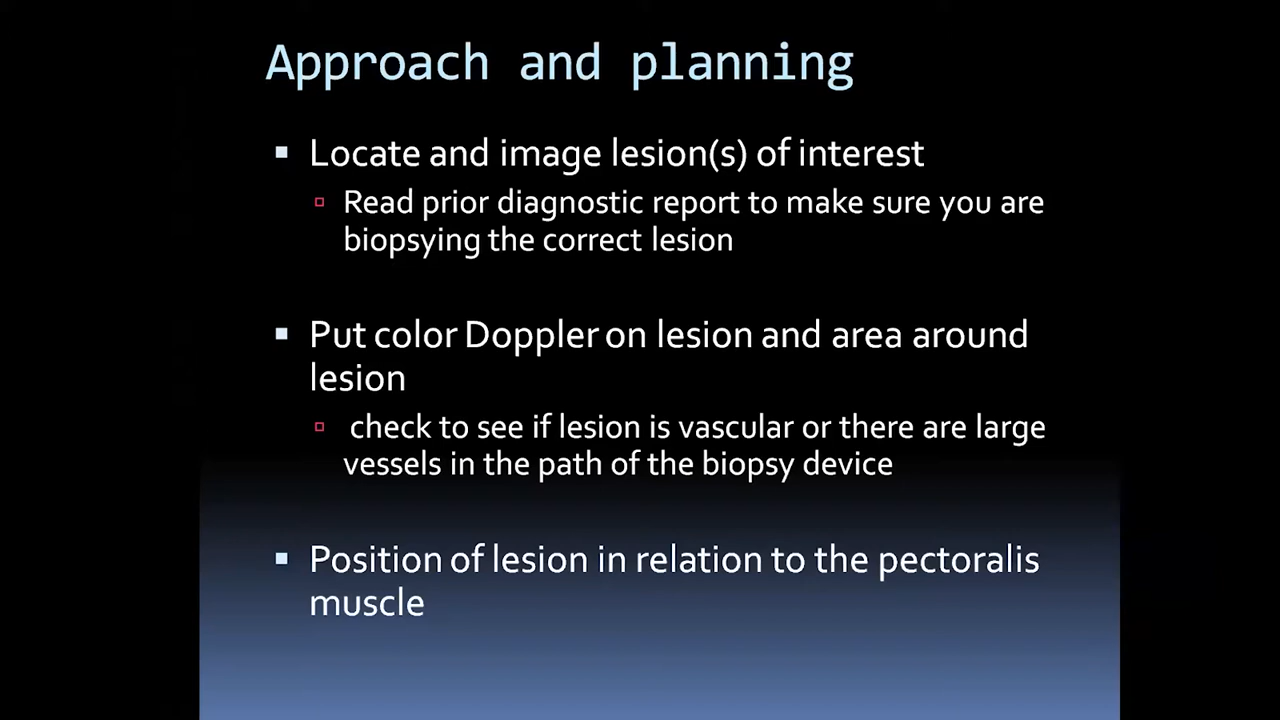 Approach and planning
Locate and image lesion(s) of interest
Read prior diagnostic report to make sure you are
biopsying the correct lesion
Put color Doppler on lesion and area around
lesion
check to see if lesion is vascular or there are large
vessels in the path of the biopsy device
Position of lesion in relation to the pectoralis
muscle